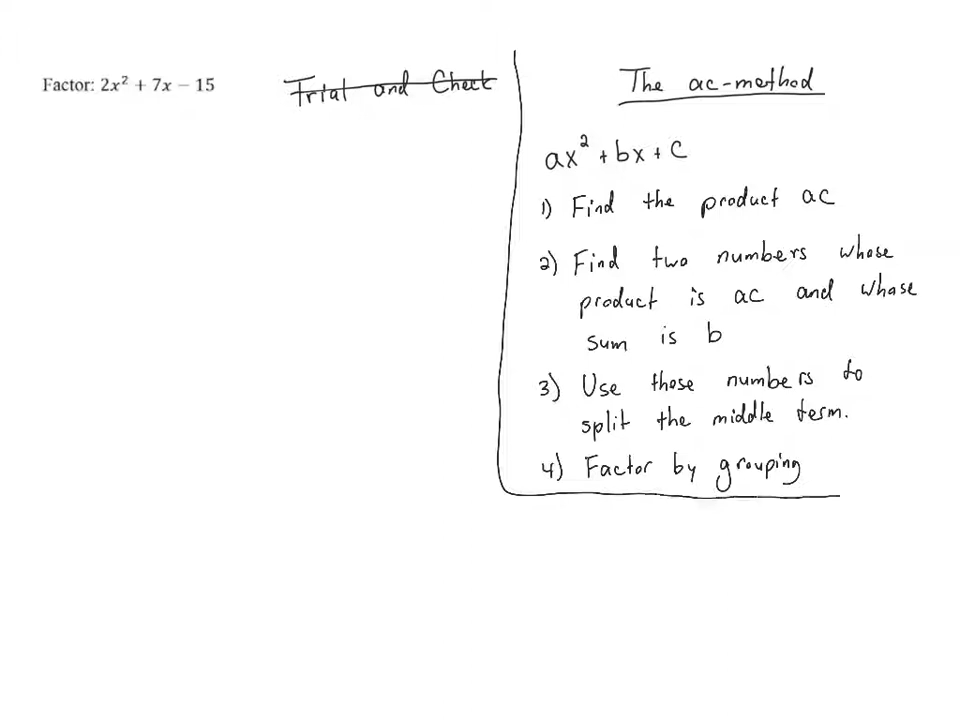 Factor: 2x² + 7x − 15
Trial and Check
The ac-method
ax² + bx + c
1) Find the product ac
2) Find two numbers whose
product is ac and whose
sum is b
3) Use these numbers to
split the middle term.
4) Factor by grouping